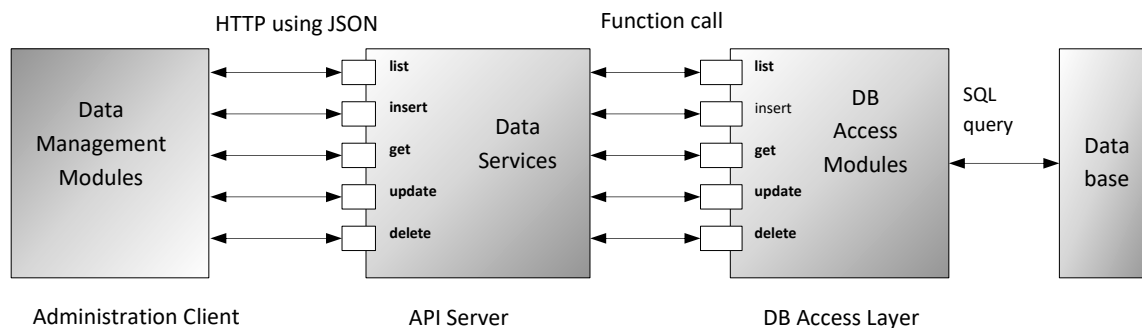 HTTP using JSON
Function call
Data
Management
Modules
list
insert
get
update
delete
Data
Services
list
insert
get
update
delete
DB
Access
Modules
SQL
query
Data
base
Administration Client
API Server
DB Access Layer